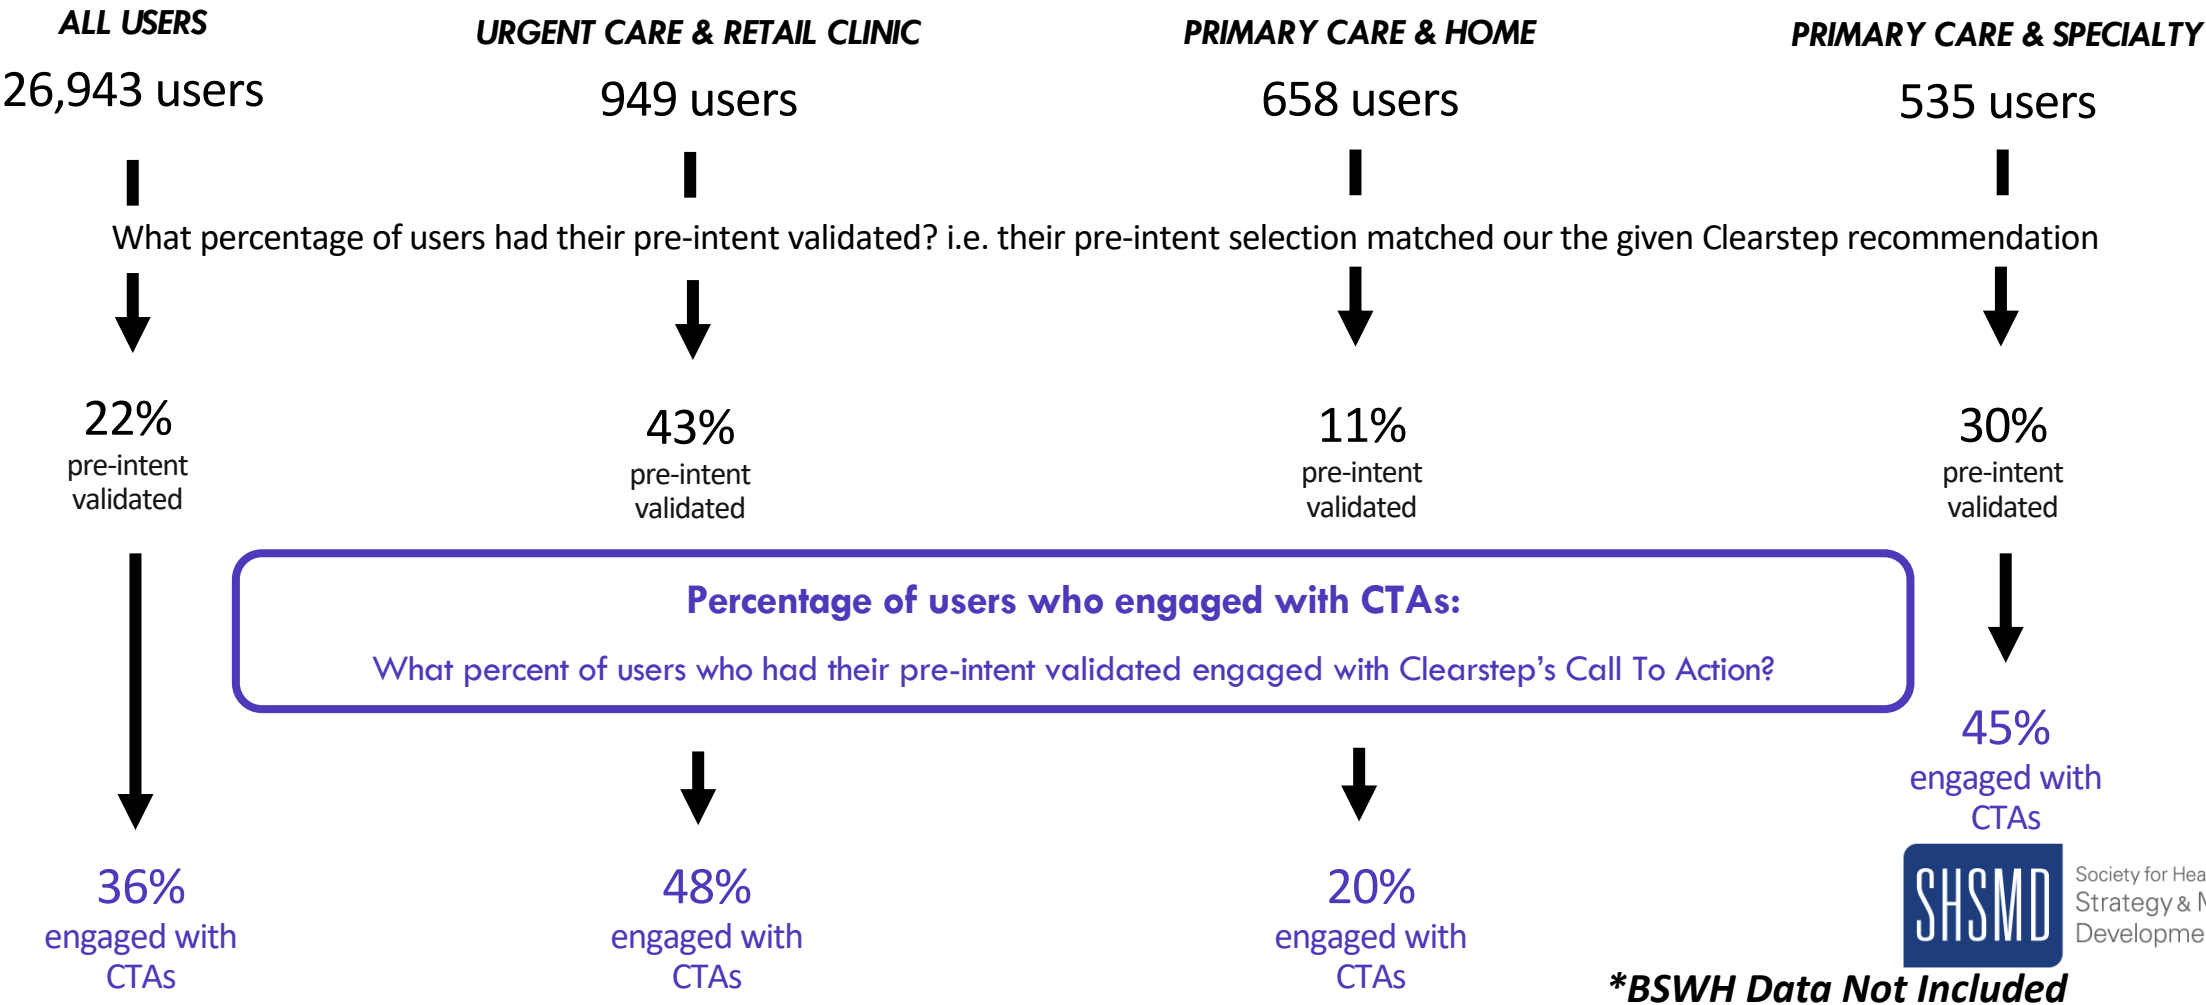 ALL USERS
URGENT CARE & RETAIL CLINIC
PRIMARY CARE & HOME
PRIMARY CARE & SPECIALTY
26,943 users
949 users
658 users
535 users
What percentage of users had their pre-intent validated? i.e. their pre-intent selection matched our the given Clearstep recommendation
22%
pre-intent
validated
43%
pre-intent
validated
11%
pre-intent
validated
30%
pre-intent
validated
Percentage of users who engaged with CTAs:
What percent of users who had their pre-intent validated engaged with Clearstep’s Call To Action?
36%
engaged with
CTAs
48%
engaged with
CTAs
20%
engaged with
CTAs
45%
engaged with
CTAs
SHSMD
Society for
Strategy &
*BSWH Data Not Included